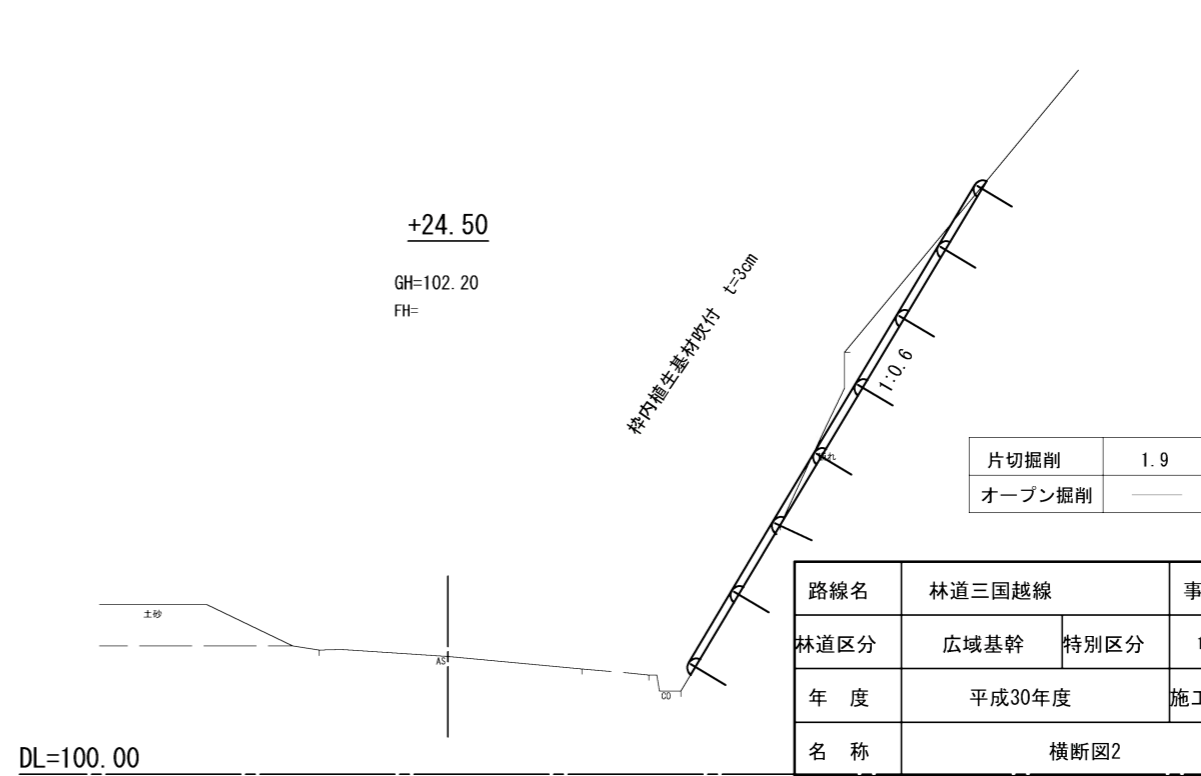 +24.50
GH=102.20
FH=
枠内植生基材吹付 t=3cm
1:0.6
片切掘削 1.9
オープン掘削
土砂
AS
CO
路線名 林道三国越線
林道区分 広域基幹 特別区分
年 度 平成30年度
名 称 横断図2
DL=100.00